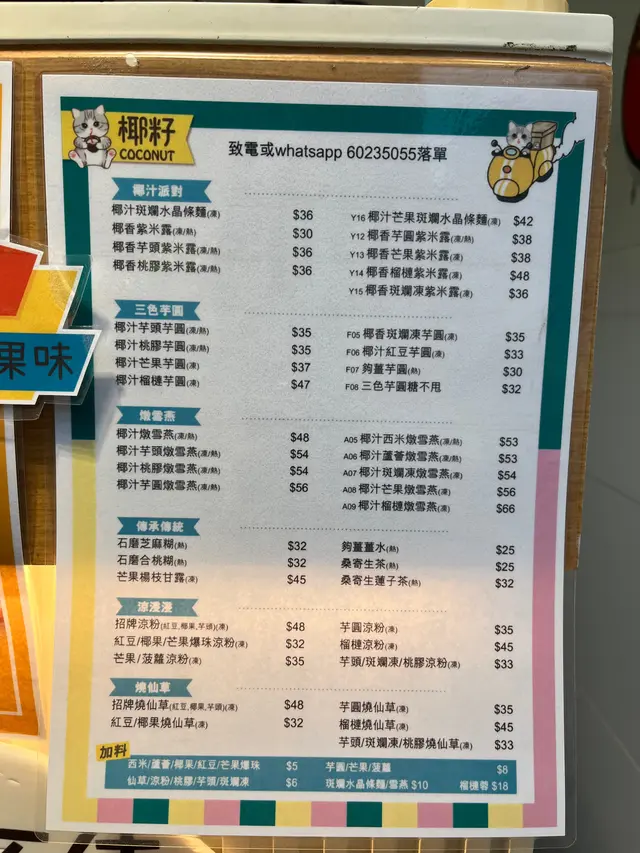 椰籽
COCONUT
致電或whatsapp 60235055落單
椰汁派對
椰汁斑斕水晶條麵(凍) $36
椰香紫米露(凍/熱) $30
椰香芋頭紫米露(凍/熱) $36
椰香桃膠紫米露(凍/熱) $36
Y16 椰汁芒果斑斕水晶條麵(凍) $42
Y12 椰香芋圓紫米露(凍/熱) $38
Y13 椰香芒果紫米露(凍) $38
Y14 椰香榴槤紫米露(凍) $48
Y15 椰香斑斕凍紫米露(凍) $36
三色芋圓
椰汁芋頭芋圓(凍/熱) $35
椰汁桃膠芋圓(凍/熱) $35
椰汁芒果芋圓(凍) $37
椰汁榴槤芋圓(凍) $47
F05 椰香斑斕凍芋圓(凍) $35
F06 椰汁紅豆芋圓(凍) $33
F07 夠薑芋圓(熱) $30
F08 三色芋圓糖不甩 $32
燉雪燕
椰汁燉雪燕(凍/熱) $48
椰汁芋頭燉雪燕(凍/熱) $54
椰汁桃膠燉雪燕(凍/熱) $54
椰汁芋圓燉雪燕(凍/熱) $56
A05 椰汁西米燉雪燕(凍/熱) $53
A06 椰汁蘆薈燉雪燕(凍/熱) $53
A07 椰汁斑斕凍燉雪燕(凍) $54
A08 椰汁芒果燉雪燕(凍) $56
A09 椰汁榴槤燉雪燕(凍) $66
傳承傳統
石磨芝麻糊(熱) $32
石磨合桃糊(熱) $32
芒果楊枝甘露(凍) $45
夠薑薑水(熱) $25
桑寄生茶(熱) $25
桑寄生蓮子茶(熱) $32
涼浸浸
招牌涼粉(紅豆,椰果,芋頭)(凍) $48
紅豆/椰果/芒果爆珠涼粉(凍) $32
芒果/菠蘿涼粉(凍) $35
芋圓涼粉(凍) $35
榴槤涼粉(凍) $45
芋頭/斑斕凍/桃膠涼粉(凍) $33
燒仙草
招牌燒仙草(紅豆,椰果,芋頭)(凍) $48
紅豆/椰果燒仙草(凍) $32
芋圓燒仙草(凍) $35
榴槤燒仙草(凍) $45
芋頭/斑斕凍/桃膠燒仙草(凍) $33
加料
西米/蘆薈/椰果/紅豆/芒果爆珠 $5 芋圓/芒果/菠蘿 $8
仙草/涼粉/桃膠/芋頭/斑斕凍 $6 斑斕水晶條麵/雪燕 $10 榴槤蓉 $18
果味